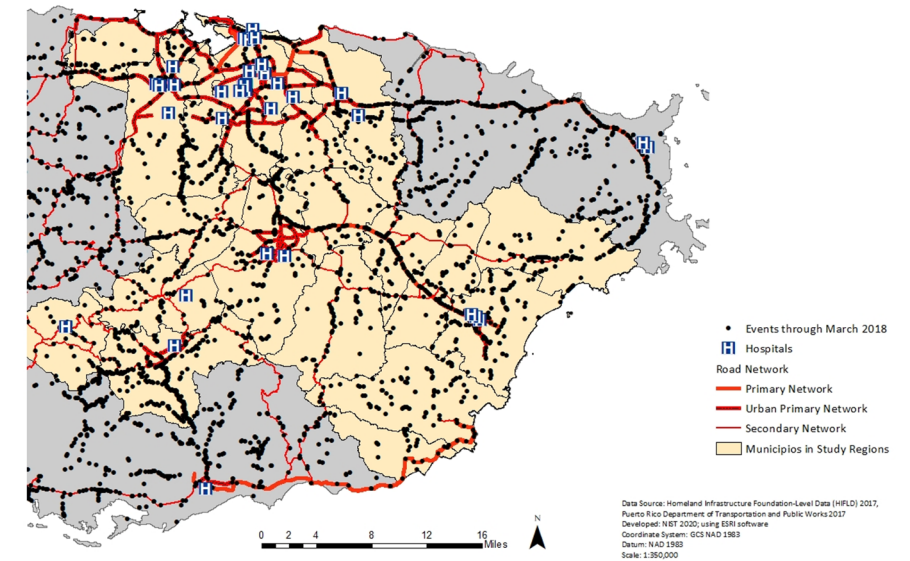 Events through March 2018
H Hospitals
Road Network
Primary Network
Urban Primary Network
Secondary Network
Municipios in Study Regions
Data Source: Homeland Infrastructure Foundation-Level Data (HIFLD) 2017,
Puerto Rico Department of Transportation and Public Works 2017
Developed: NIST 2020; using ESRI software
Coordinate System: GCS NAD 1983
Datum: NAD 1983
Scale: 1:350,000
N
0 2 4 8 12 16
Miles